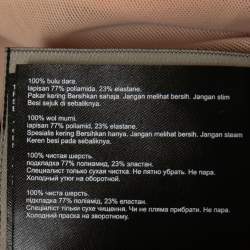 100% bulu dara.
lapisan 77% poliamida, 23% elastane.
Pakar kering Bersihkan sahaja. Jangan melihat bersih. Jangan stim
Besi sejuk di sebaliknya.
100% wol murni.
lapisan 77% poliamida, 23% elastane.
Spesialis kering Bersihkan hanya. Jangan melihat bersih. Jangan steam
Keren besi pada sebaliknya.
100% чистая шерсть.
подкладка 77% полиамид, 23% эластан.
Специалист только сухая чистка. Не пятно убрать. Не пара.
Холодный утюг на оборотной.
100% чиста шерсть.
підкладка 77% поліамід, 23% еластан.
Спеціаліст тільки сухе чищення. Чи не пляма прибрать. Не пара.
Холодний праска на зворотному.